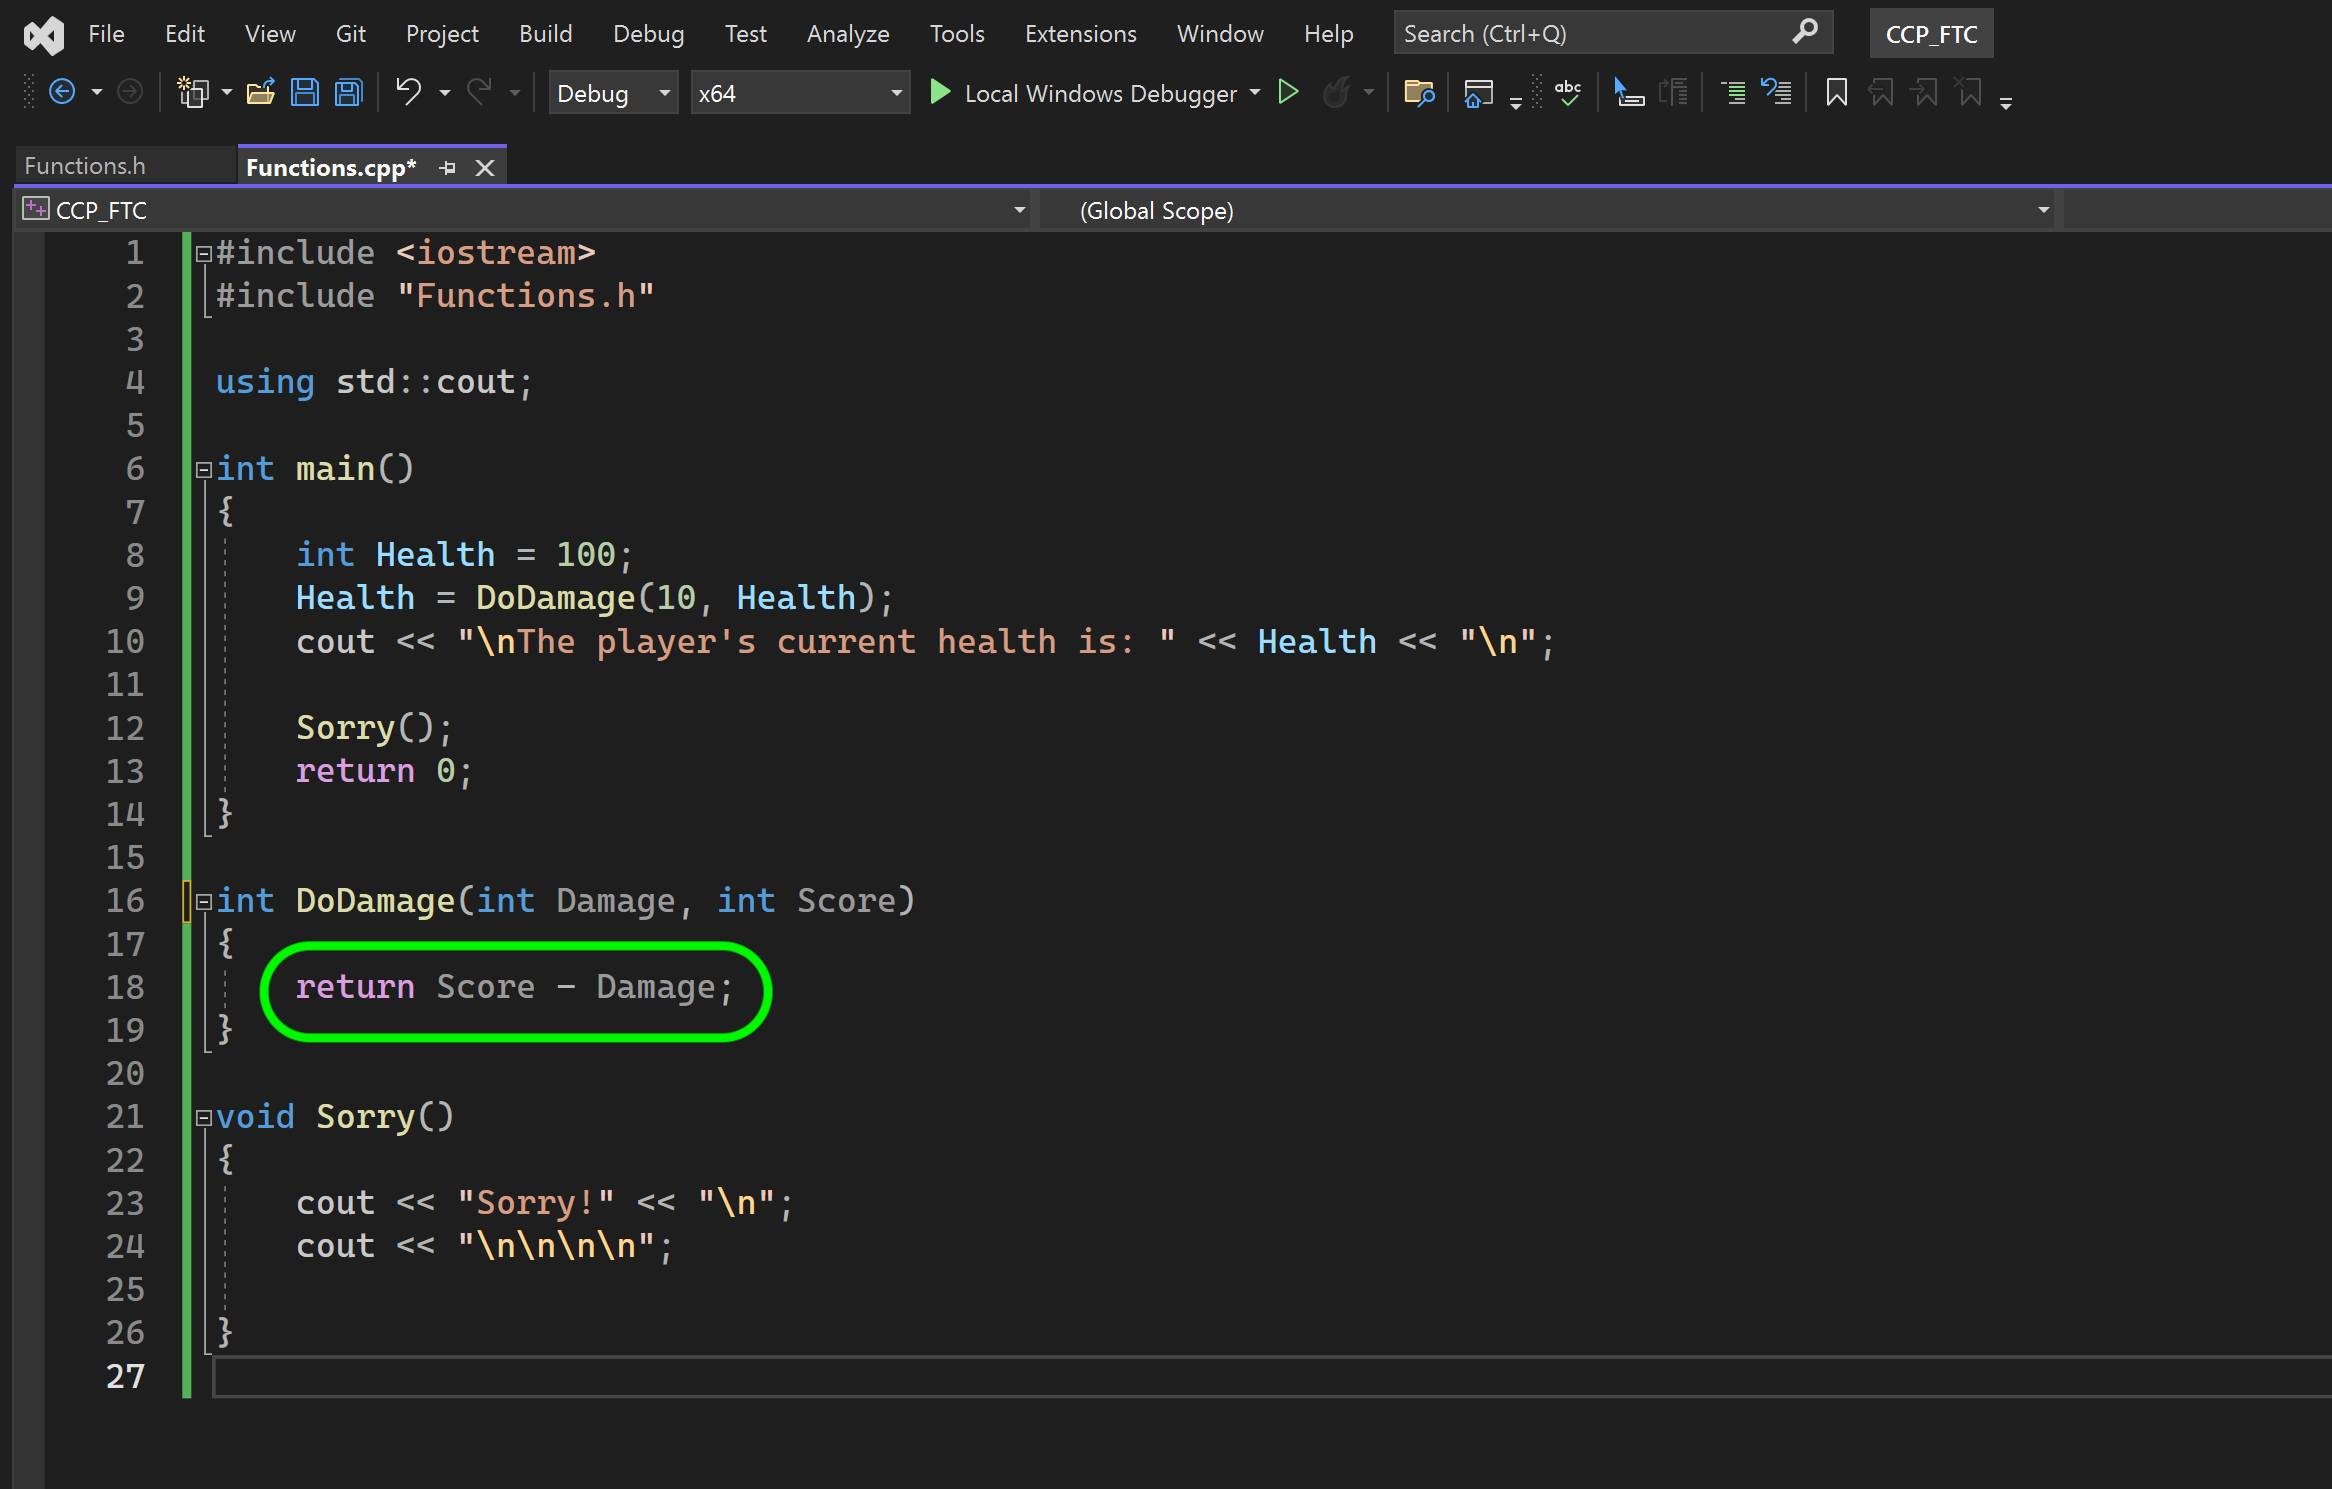 File Edit View Git Project Build Debug Test Analyze Tools Extensions Window Help Search (Ctrl+Q) CCP_FTC
Debug x64 Local Windows Debugger abc
Functions.h Functions.cpp*
CCP_FTC (Global Scope)
1 #include <iostream>
2 #include "Functions.h"
3
4 using std::cout;
5
6 int main()
7 {
8 int Health = 100;
9 Health = DoDamage(10, Health);
10 cout << "\nThe player's current health is: " << Health << "\n";
11
12 Sorry();
13 return 0;
14 }
15
16 int DoDamage(int Damage, int Score)
17 {
18 return Score - Damage;
19 }
20
21 void Sorry()
22 {
23 cout << "Sorry!" << "\n";
24 cout << "\n\n\n\n";
25
26 }
27